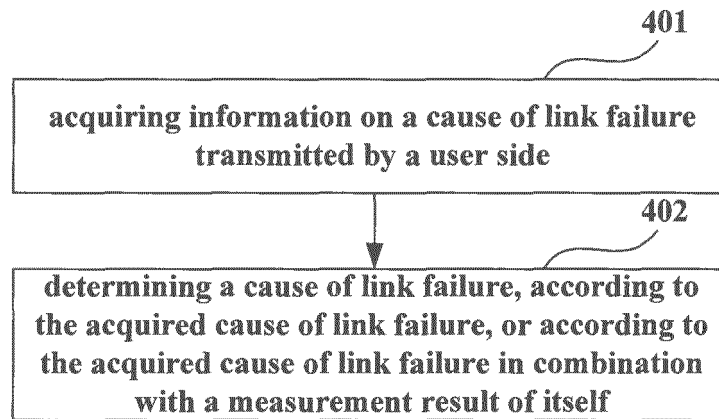 401
acquiring information on a cause of link failure
transmitted by a user side
402
determining a cause of link failure, according to
the acquired cause of link failure, or according to
the acquired cause of link failure in combination
with a measurement result of itself